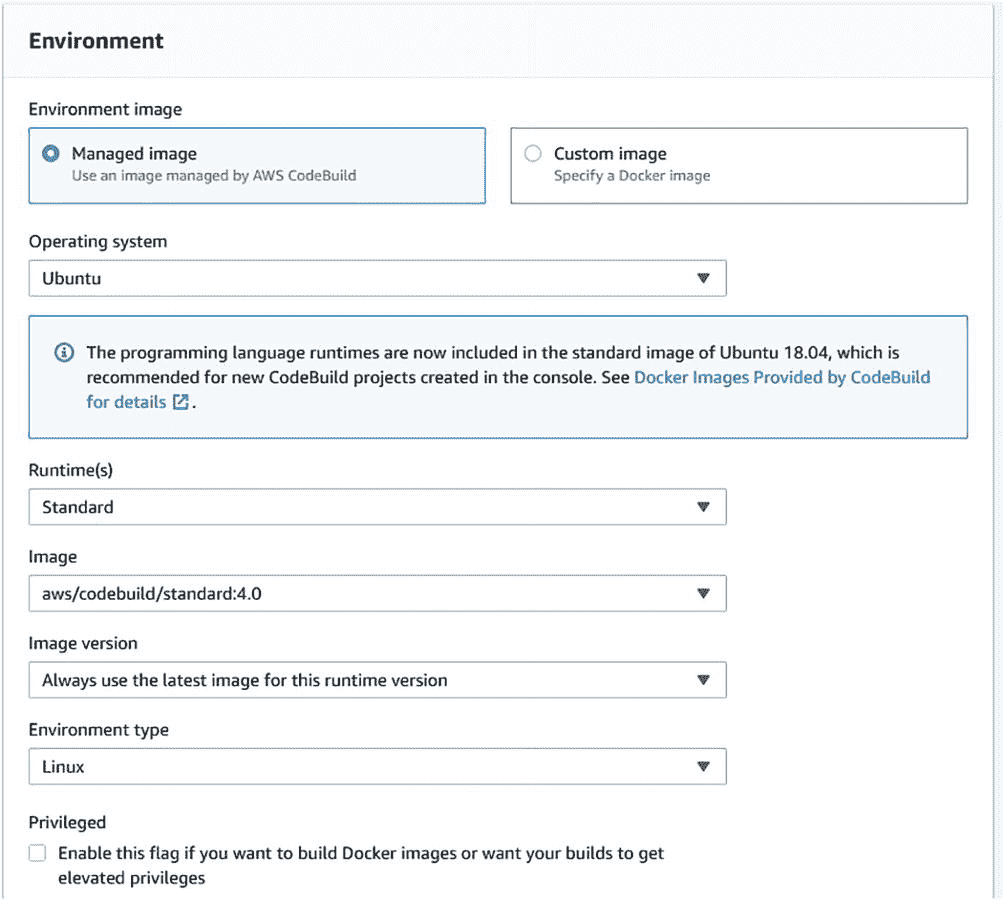 Environment
Environment image
Managed image
Use an image managed by AWS CodeBuild
Custom image
Specify a Docker image
Operating system
Ubuntu
The programming language runtimes are now included in the standard image of Ubuntu 18.04, which is
recommended for new CodeBuild projects created in the console. See Docker Images Provided by CodeBuild
for details .
Runtime(s)
Standard
Image
aws/codebuild/standard:4.0
Image version
Always use the latest image for this runtime version
Environment type
Linux
Privileged
Enable this flag if you want to build Docker images or want your builds to get
elevated privileges